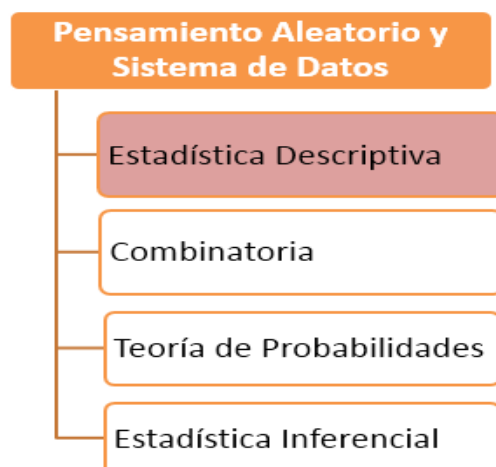 Pensamiento Aleatorio y
Sistema de Datos
Estadística Descriptiva
Combinatoria
Teoría de Probabilidades
Estadística Inferencial